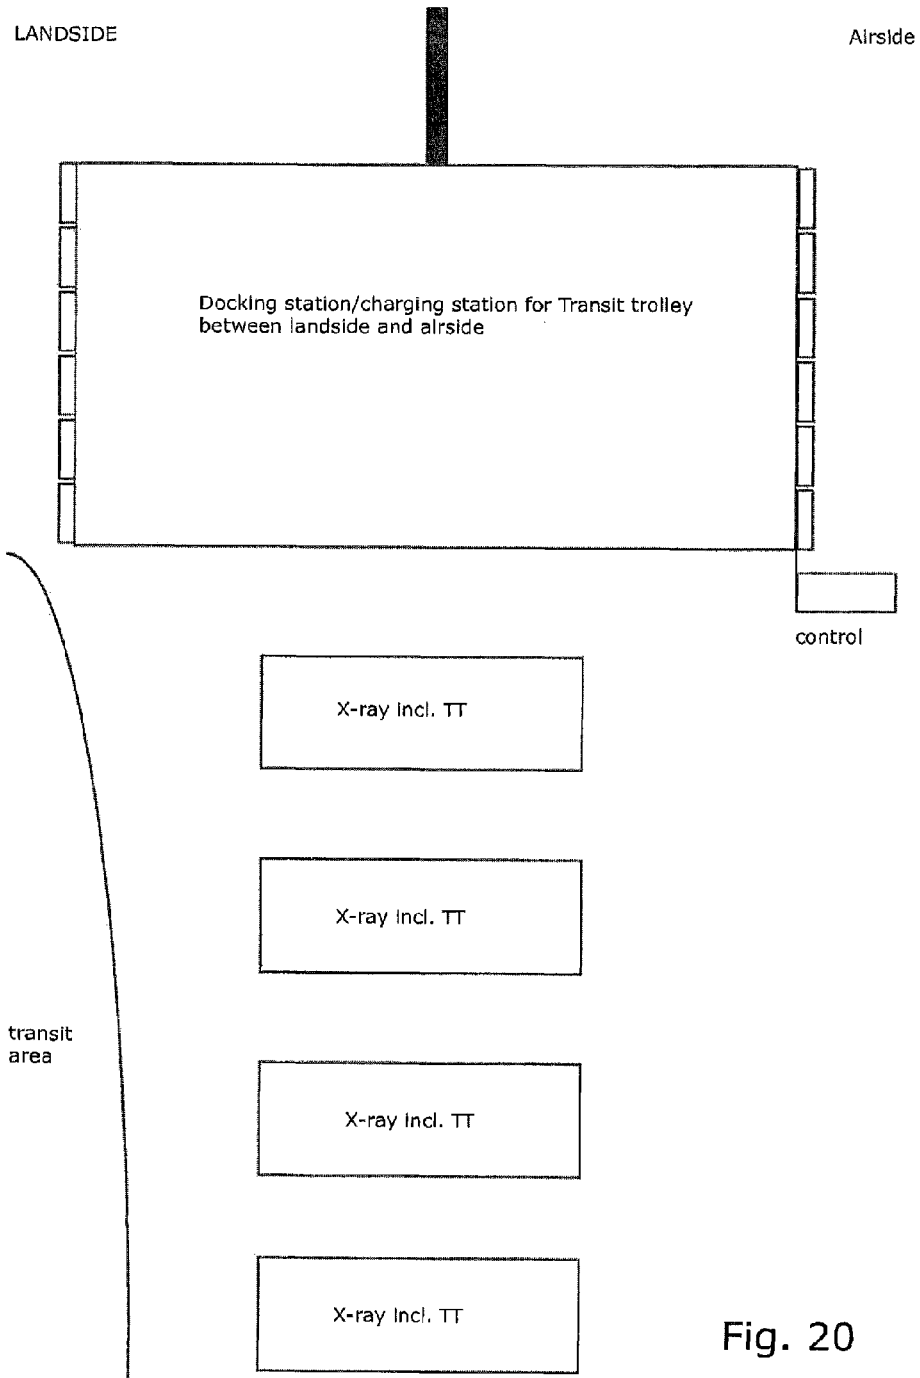 LANDSIDE
Airside
Docking station/charging station for Transit trolley
between landside and airside
control
X-ray incl. TT
X-ray incl. TT
transit
area
X-ray incl. TT
X-ray incl. TT
Fig. 20